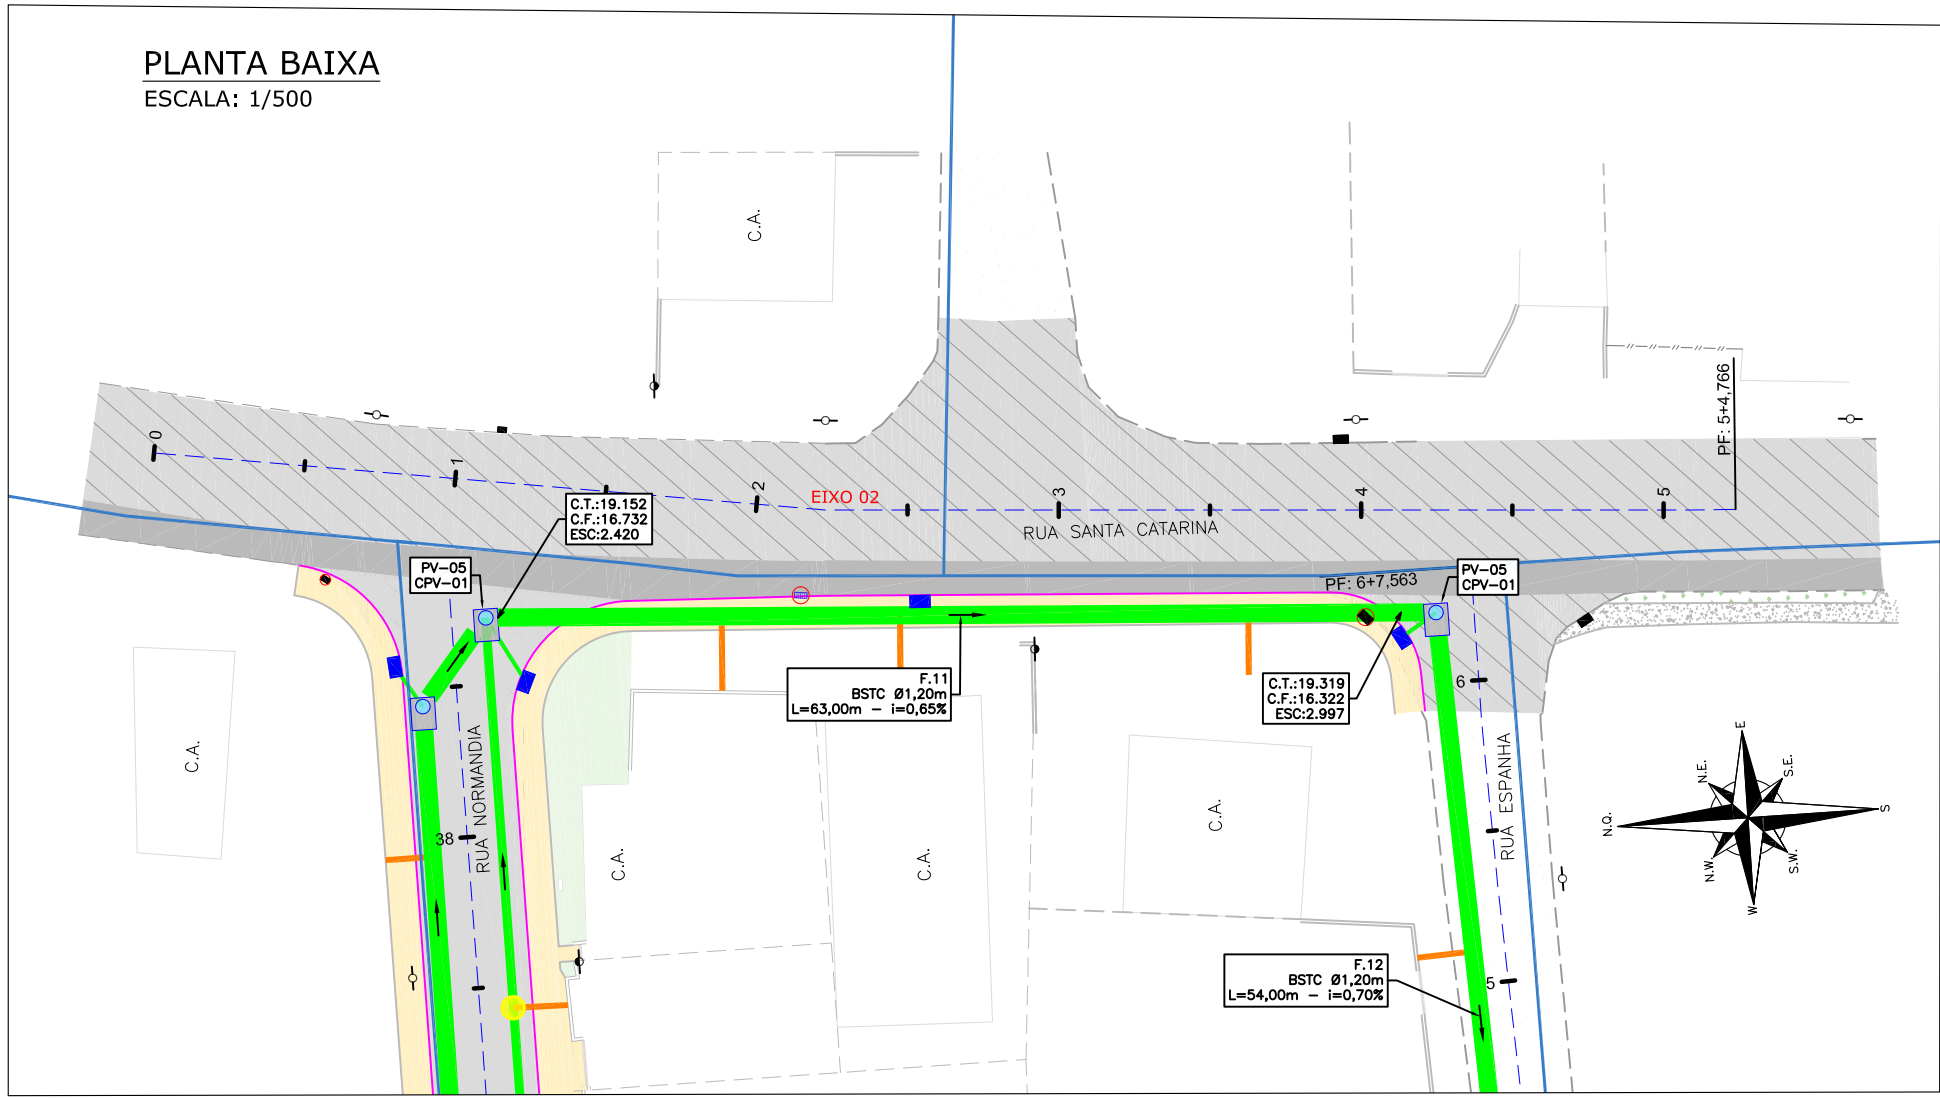 PLANTA BAIXA
ESCALA: 1/500
C.A.
0
1
2
EIXO 02
3
4
5
PF: 5+4,766
RUA SANTA CATARINA
C.T.:19.152
C.F.:16.732
ESC:2.420
PV-05
CPV-01
PF: 6+7,563
PV-05
CPV-01
F.11
BSTC Ø1,20m
L=63,00m - i=0,65%
C.T.:19.319
C.F.:16.322
ESC:2.997
6
C.A.
38
RUA NORMANDIA
C.A.
C.A.
C.A.
RUA ESPANHA
5
F.12
BSTC Ø1,20m
L=54,00m - i=0,70%
E
N.E.
S.E.
N.Q.
S
N.W.
S.W.
W